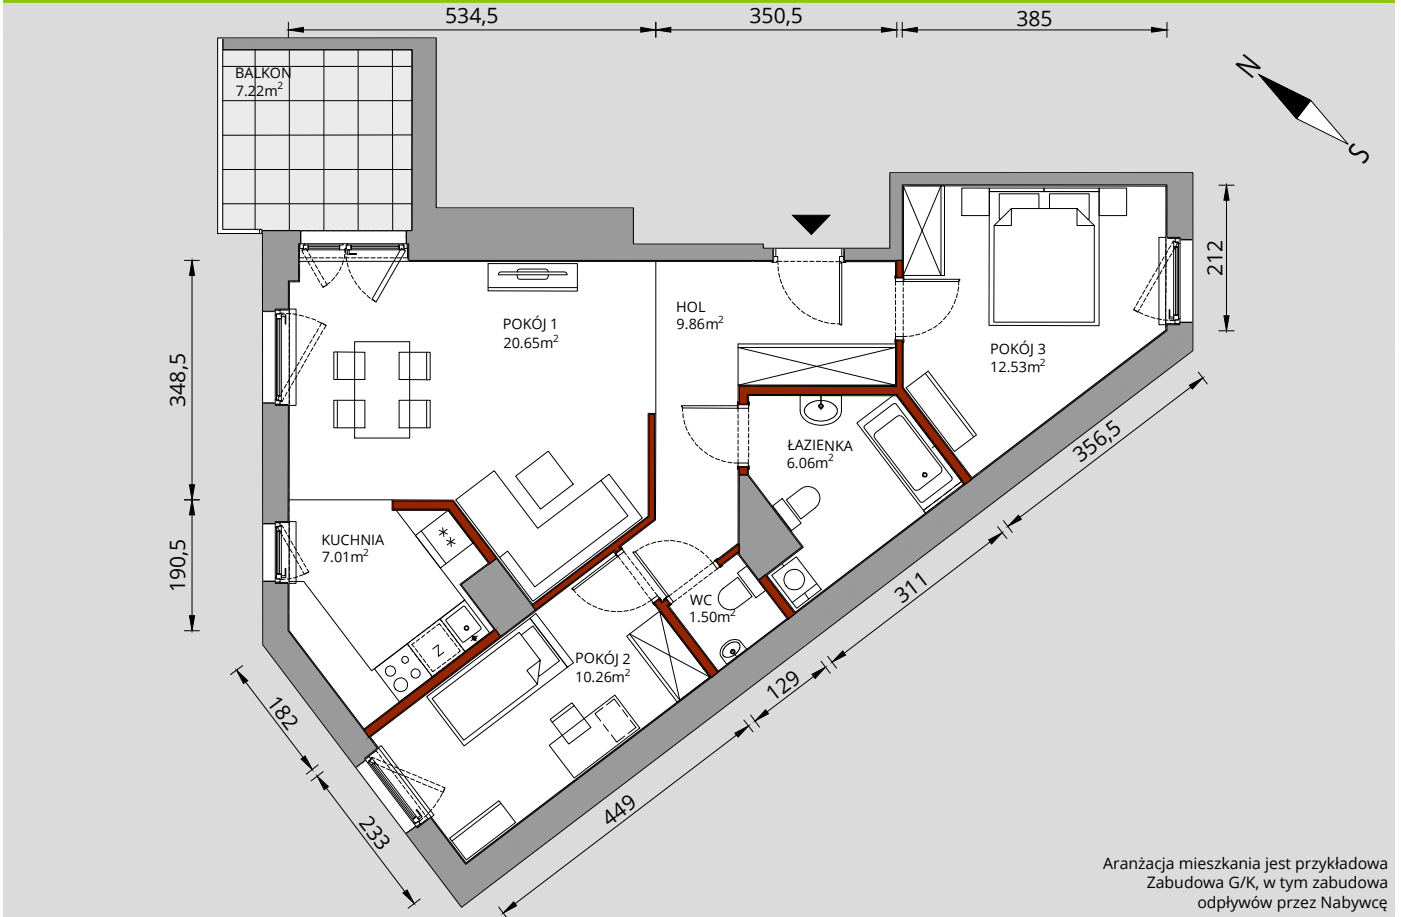 534,5
350,5
385
BALKON
7.22m²
N
S
212
HOL
9.86m²
POKÓJ 1
20.65m²
POKÓJ 3
12.53m²
348,5
ŁAZIENKA
6.06m²
356,5
KUCHNIA
7.01m²
190,5
311
WC
1.50m²
Z
POKÓJ 2
10.26m²
129
182
449
233
Aranżacja mieszkania jest przykładowa
Zabudowa G/K, w tym zabudowa
odpływów przez Nabywcę